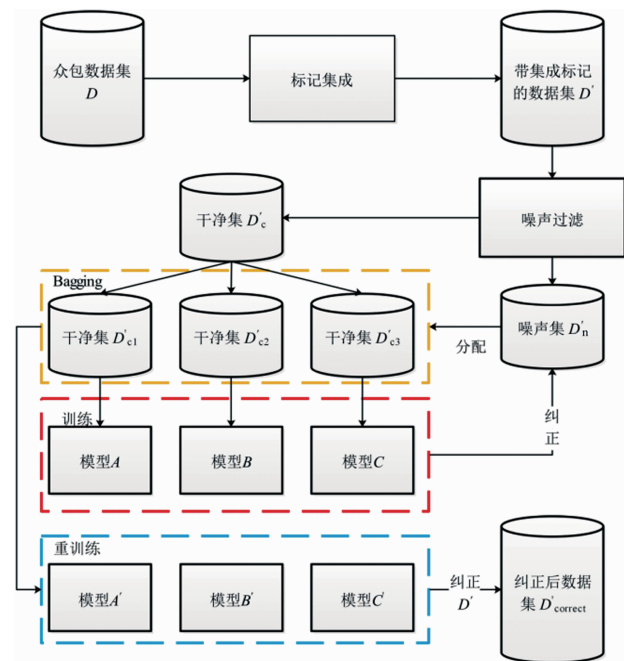 众包数据集
D
标记集成
带集成标记
的数据集 D′
干净集 D′c
噪声过滤
Bagging
干净集 D′c1
干净集 D′c2
干净集 D′c3
分配
噪声集 D′n
训练
纠
正
模型A
模型B
模型C
重训练
模型A′
模型B′
模型C′
纠正
D′
纠正后数据
集 D′correct